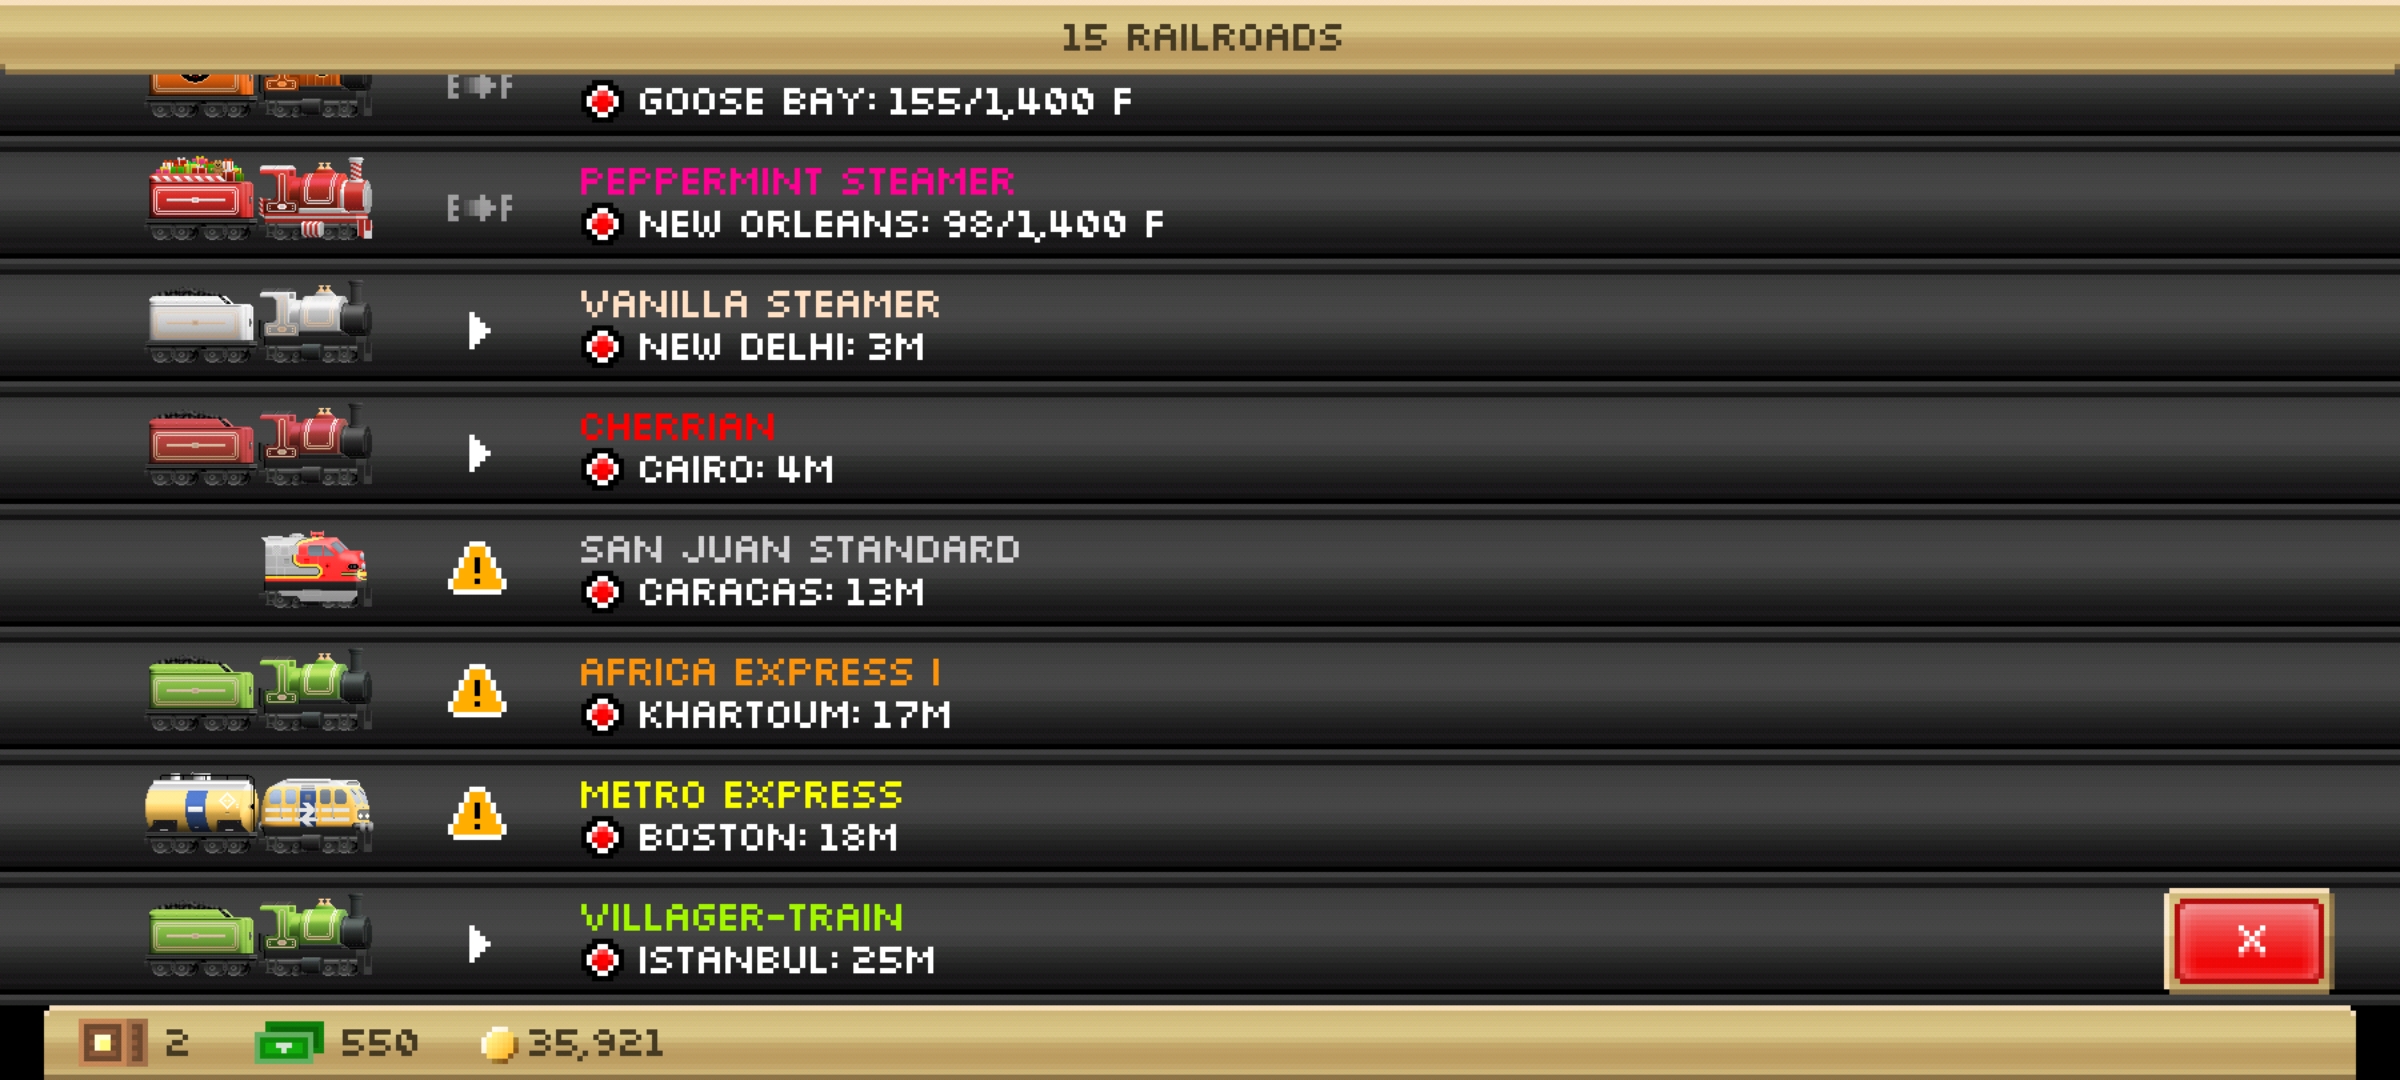 15 RAILROADS
E F
GOOSE BAY: 155/1,400 F
PEPPERMINT STEAMER
E F
NEW ORLEANS: 98/1,400 F
VANILLA STEAMER
NEW DELHI: 3M
CHERRIAN
CAIRO: 4M
SAN JUAN STANDARD
CARACAS: 13M
AFRICA EXPRESS I
KHARTOUM: 17M
METRO EXPRESS
BOSTON: 18M
VILLAGER-TRAIN
ISTANBUL: 25M
X
2 550 35,921